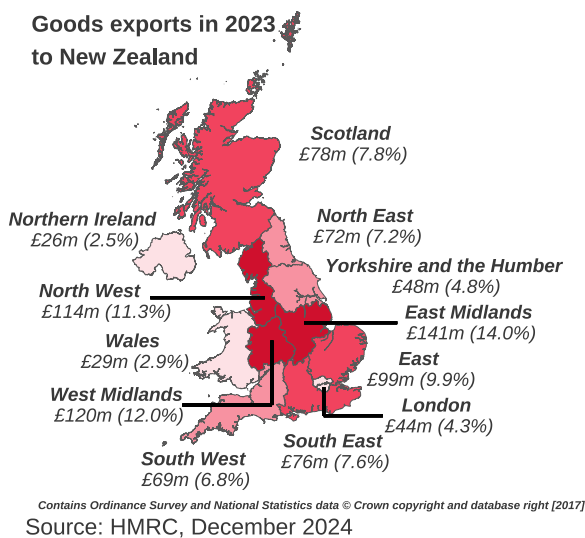 Goods exports in 2023
to New Zealand
Scotland
£78m (7.8%)
Northern Ireland
£26m (2.5%)
North East
£72m (7.2%)
Yorkshire and the Humber
£48m (4.8%)
North West
£114m (11.3%)
East Midlands
£141m (14.0%)
Wales
£29m (2.9%)
East
£99m (9.9%)
West Midlands
£120m (12.0%)
London
£44m (4.3%)
South East
£76m (7.6%)
South West
£69m (6.8%)
Contains Ordinance Survey and National Statistics data © Crown copyright and database right [2017]
Source: HMRC, December 2024